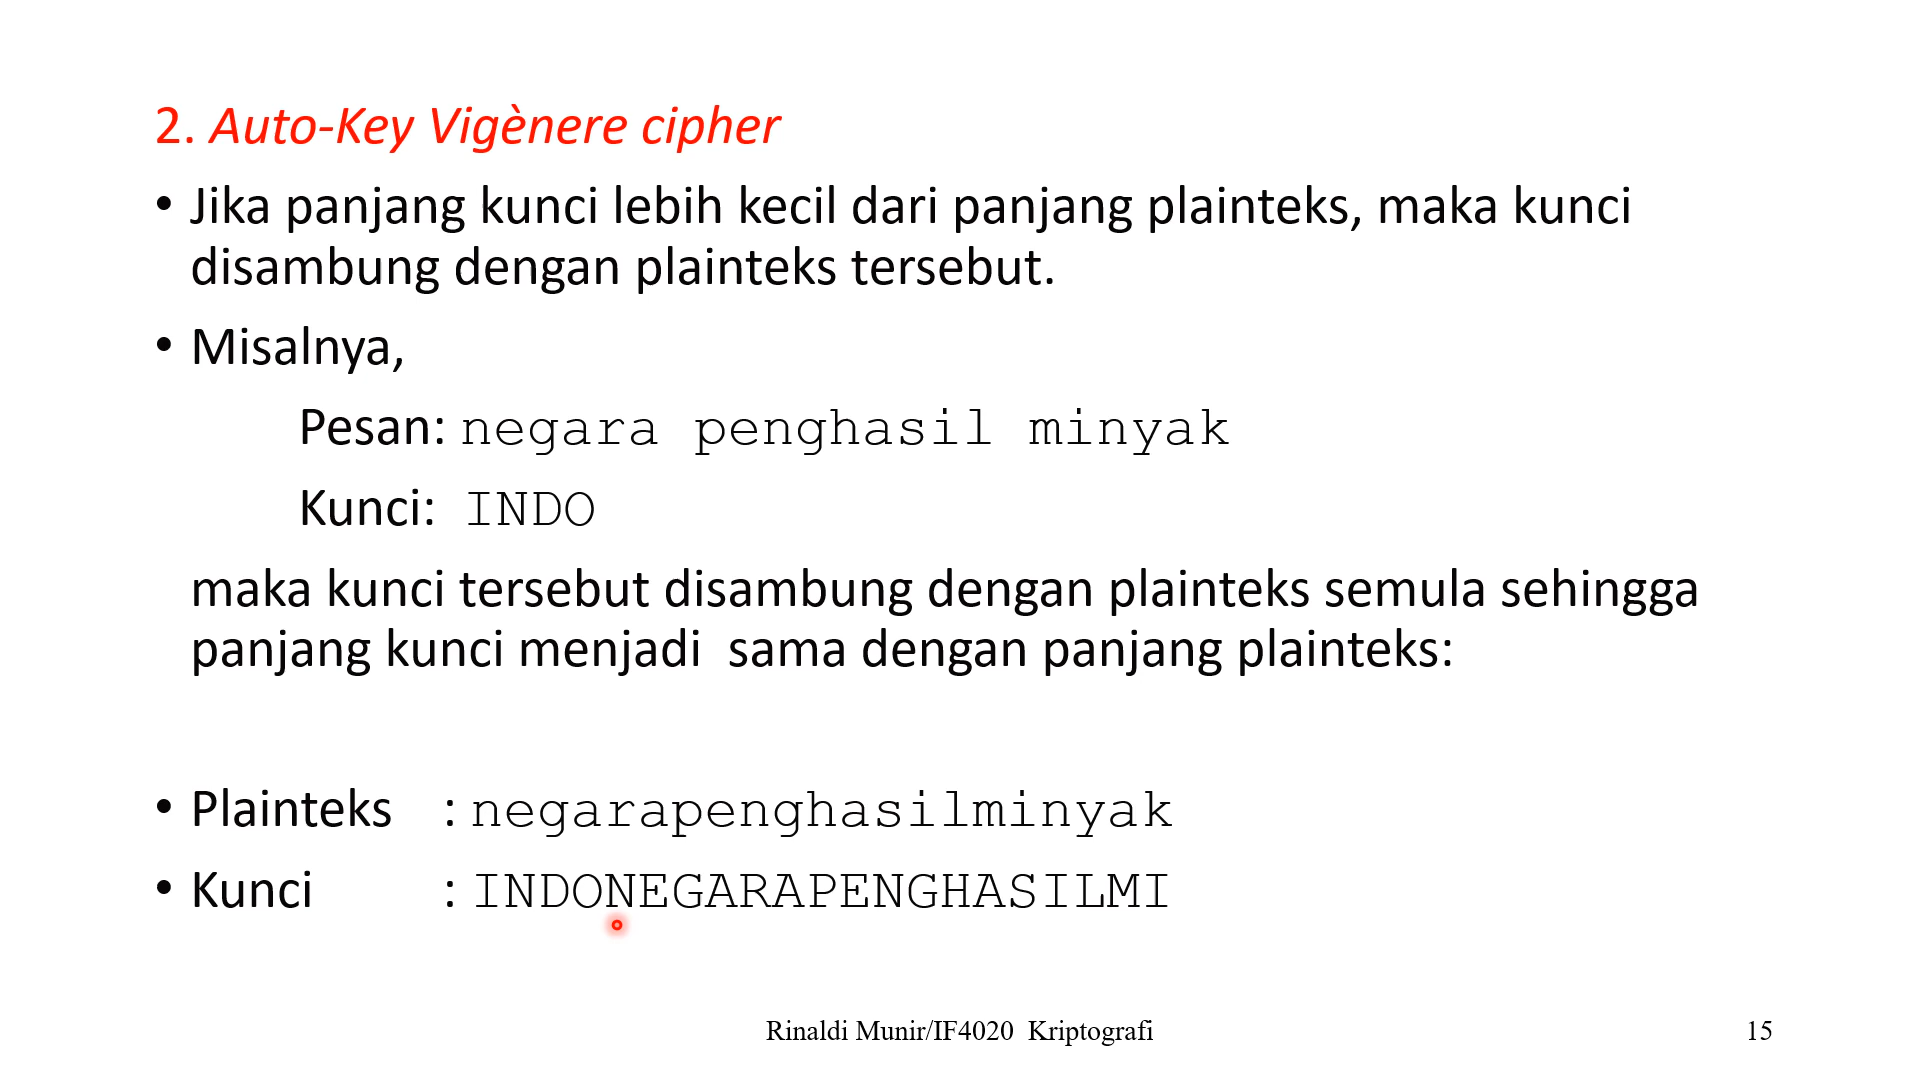 2. Auto-Key Vigènere cipher
• Jika panjang kunci lebih kecil dari panjang plainteks, maka kunci
disambung dengan plainteks tersebut.
• Misalnya,
Pesan: negara penghasil minyak
Kunci: INDO
maka kunci tersebut disambung dengan plainteks semula sehingga
panjang kunci menjadi sama dengan panjang plainteks:
• Plainteks : negarapenghasilminyak
• Kunci : INDONEGARAPENGHASILMI
Rinaldi Munir/IF4020 Kriptografi 15